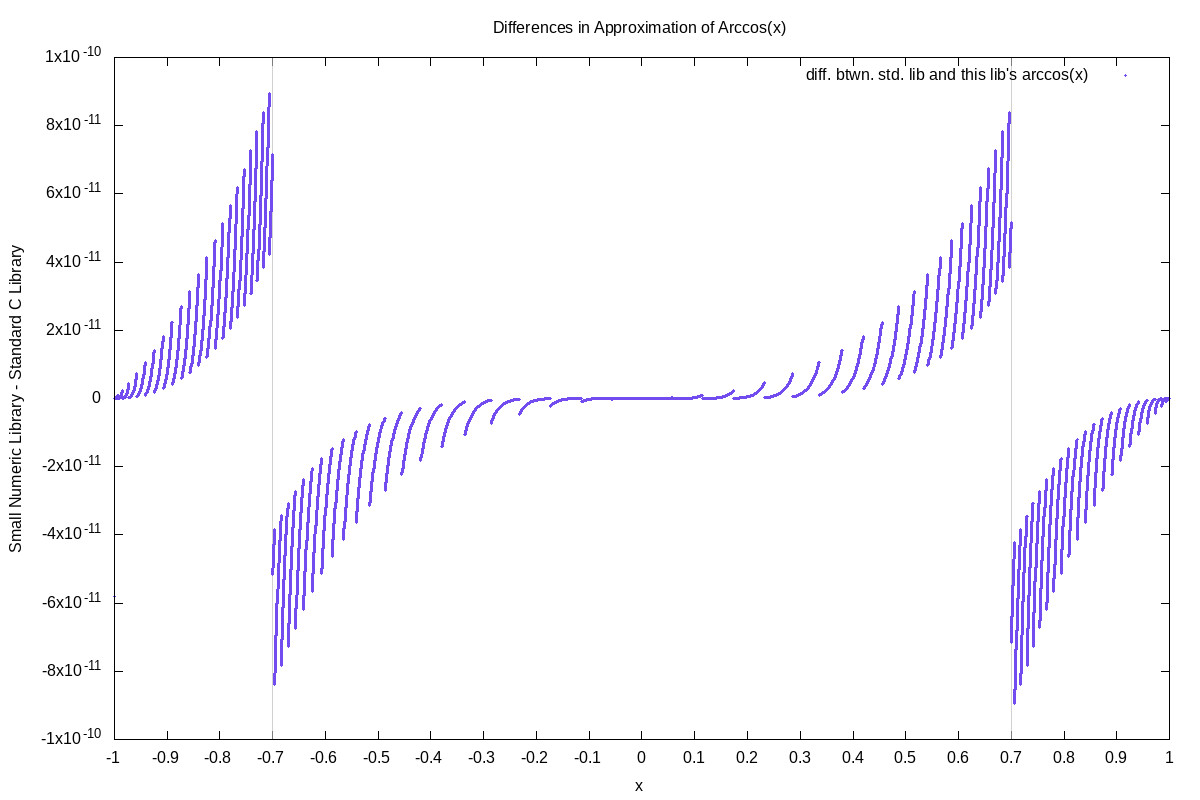 Differences in Approximation of Arccos(x)
diff. btwn. std. lib and this lib's arccos(x)
Small Numeric Library - Standard C Library
1x10^-10
8x10^-11
6x10^-11
4x10^-11
2x10^-11
0
-2x10^-11
-4x10^-11
-6x10^-11
-8x10^-11
-1x10^-10
-1 -0.9 -0.8 -0.7 -0.6 -0.5 -0.4 -0.3 -0.2 -0.1 0 0.1 0.2 0.3 0.4 0.5 0.6 0.7 0.8 0.9 1
x